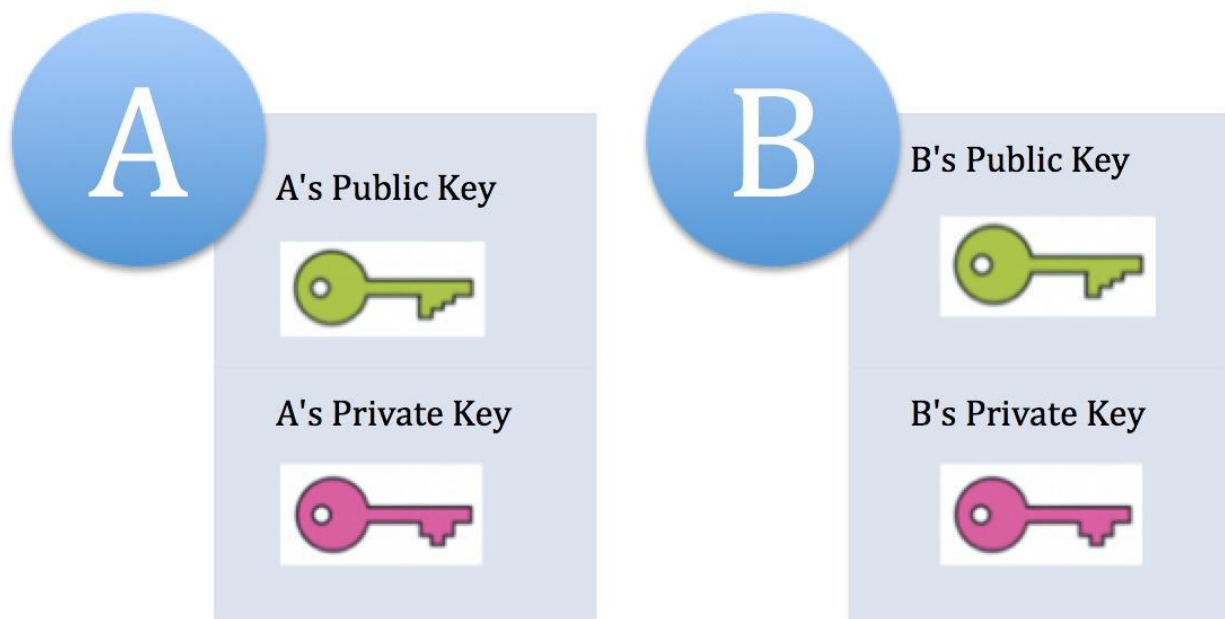 A
A's Public Key
A's Private Key
B
B's Public Key
B's Private Key